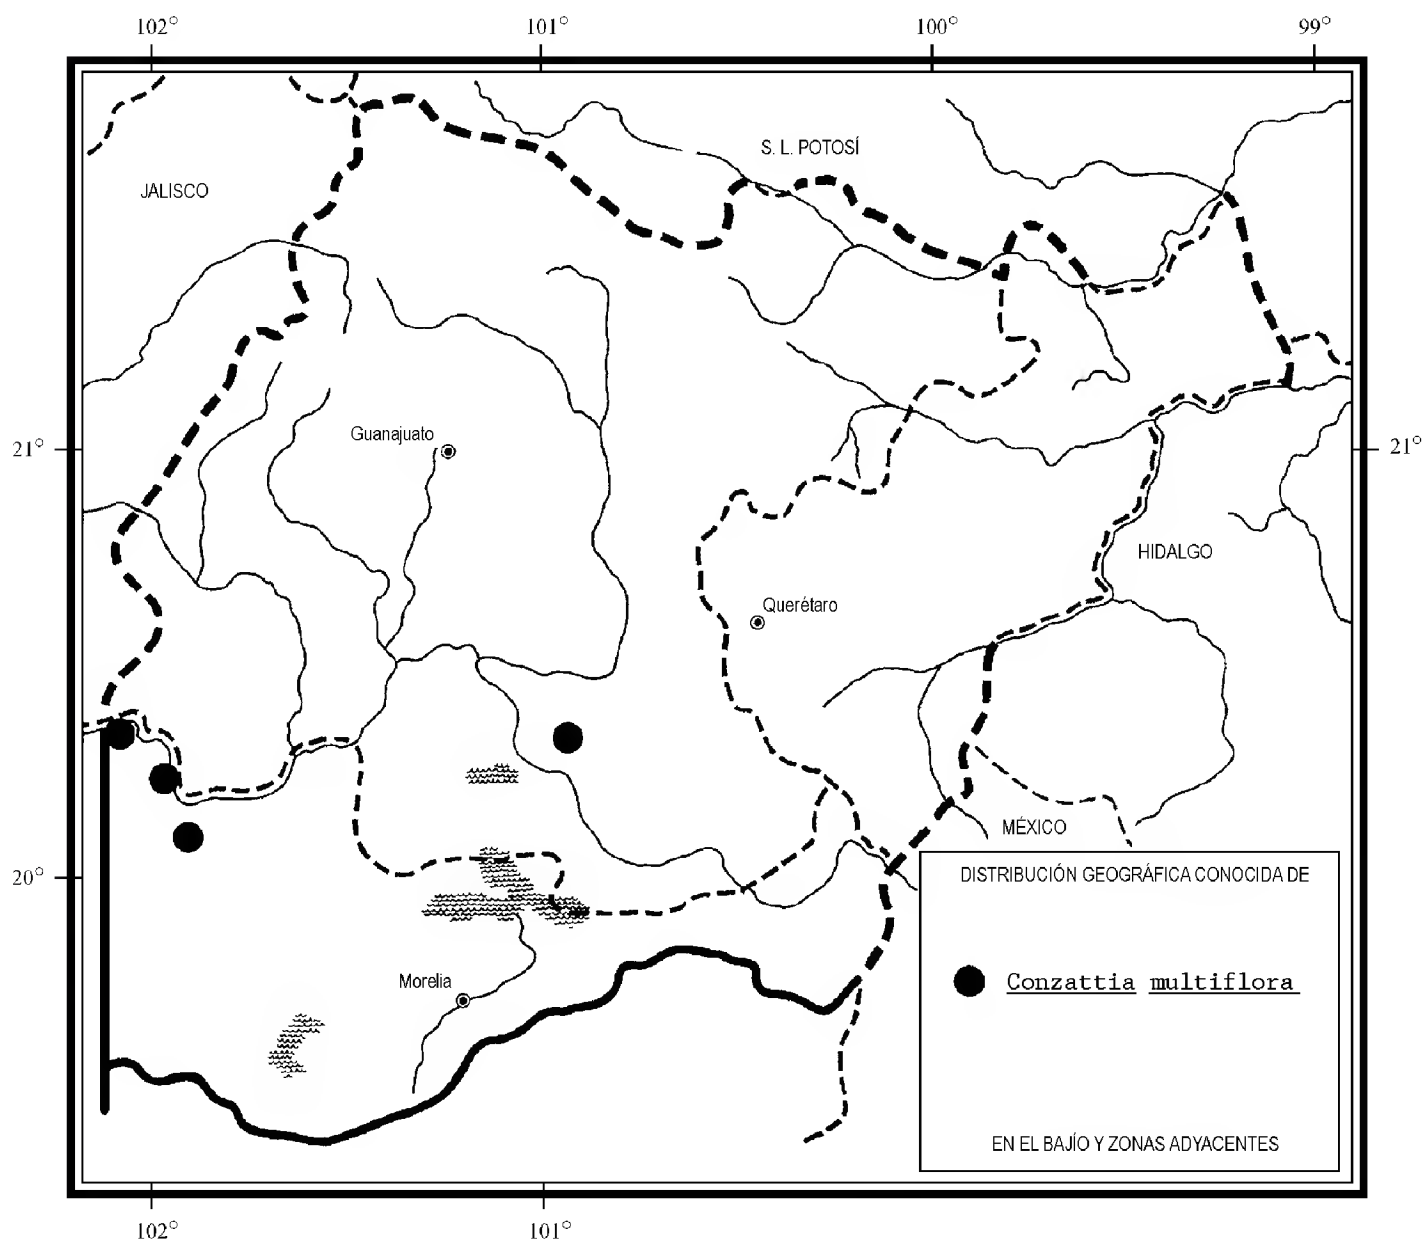 102° 101° 100° 99°
S. L. POTOSÍ
JALISCO
Guanajuato
21° 21°
HIDALGO
Querétaro
MÉXICO
20°
DISTRIBUCIÓN GEOGRÁFICA CONOCIDA DE
Conzattia multiflora
Morelia
EN EL BAJÍO Y ZONAS ADYACENTES
102° 101°